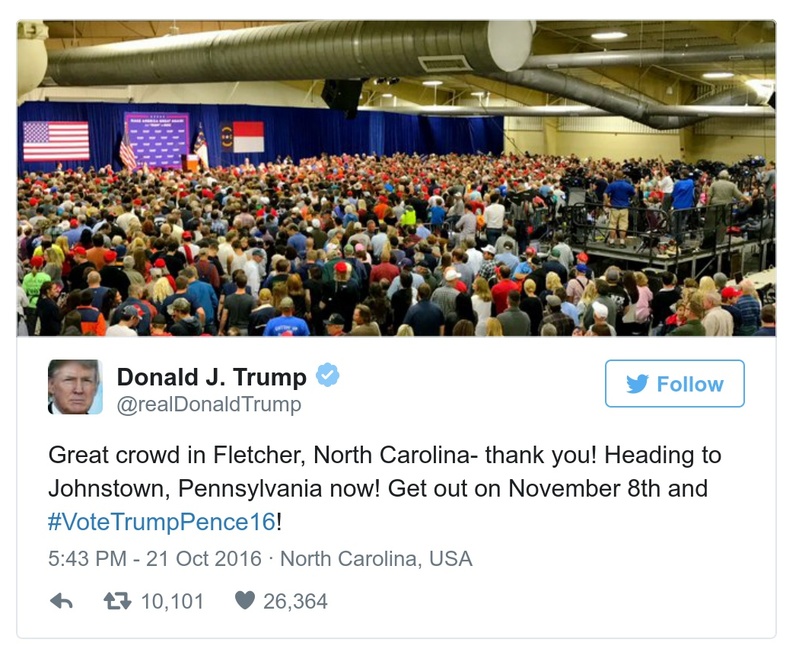 Donald J. Trump
@realDonaldTrump
Follow
Great crowd in Fletcher, North Carolina- thank you! Heading to
Johnstown, Pennsylvania now! Get out on November 8th and
#VoteTrumpPence16!
5:43 PM - 21 Oct 2016 · North Carolina, USA
10,101 26,364